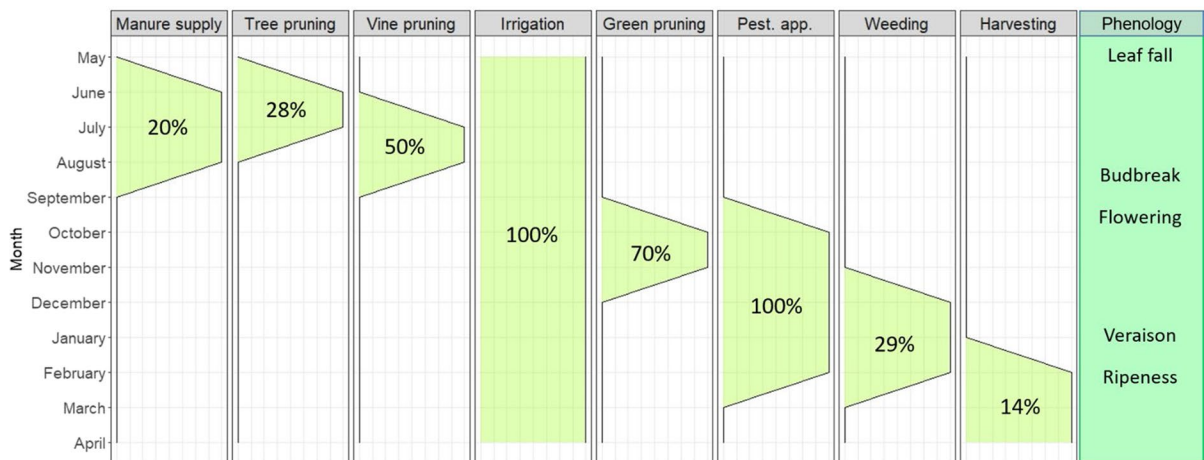 Manure supply Tree pruning Vine pruning Irrigation Green pruning Pest. app. Weeding Harvesting Phenology
May Leaf fall
June
28%
July 20%
50%
August
Budbreak
September
Flowering
October 100%
70%
November
December
100%
January Veraison
29%
February Ripeness
March 14%
April
Month